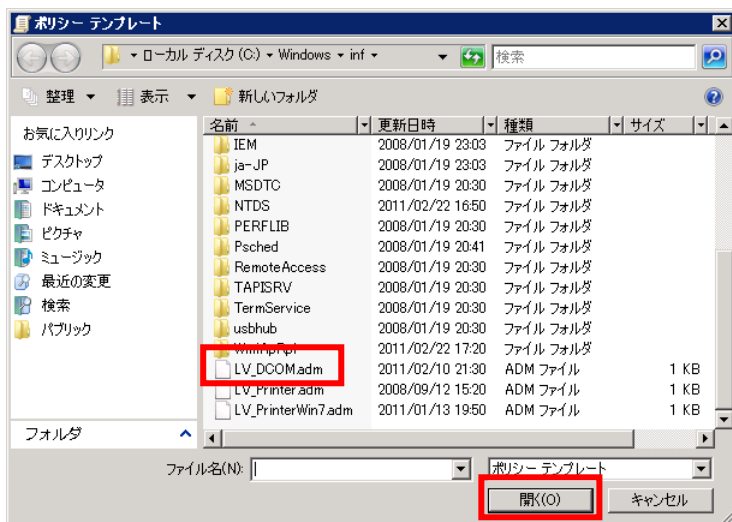 ポリシー テンプレート
ローカル ディスク (C:) Windows inf 検索
整理 表示 新しいフォルダ
お気に入りリンク
デスクトップ
コンピュータ
ドキュメント
ピクチャ
ミュージック
最近の変更
検索
パブリック
フォルダ
名前 更新日時 種類 サイズ
IEM 2008/01/19 23:03 ファイル フォルダ
ja-JP 2008/01/19 23:03 ファイル フォルダ
MSDTC 2008/01/19 20:30 ファイル フォルダ
NTDS 2011/02/22 16:50 ファイル フォルダ
PERFLIB 2008/01/19 20:30 ファイル フォルダ
Psched 2008/01/19 20:41 ファイル フォルダ
RemoteAccess 2008/01/19 20:30 ファイル フォルダ
TAPISRV 2008/01/19 20:30 ファイル フォルダ
TermService 2008/01/19 20:30 ファイル フォルダ
usbhub 2008/01/19 20:30 ファイル フォルダ
WmiApRpl 2011/02/22 17:20 ファイル フォルダ
LV_DCOM.adm 2011/02/10 21:30 ADM ファイル 1 KB
LV_Printer.adm 2008/09/12 15:20 ADM ファイル 1 KB
LV_PrinterWin7.adm 2011/01/13 19:50 ADM ファイル 1 KB
ファイル名(N): ポリシー テンプレート
開く(O) キャンセル